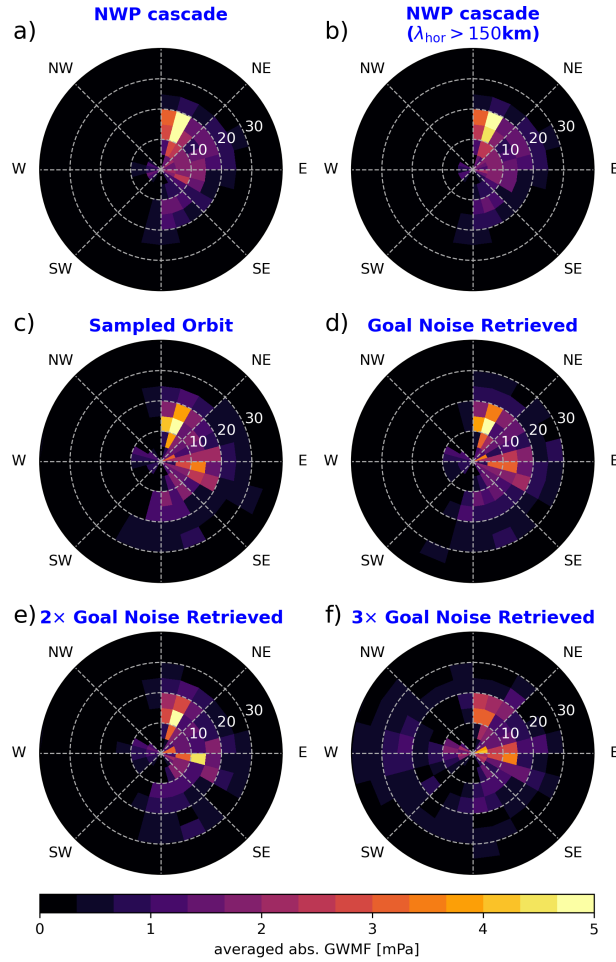 a) NWP cascade
NW NE
W 10 20 30 E
SW SE
b) NWP cascade
(λhor > 150km)
NW NE
W 10 20 30 E
SW SE
c) Sampled Orbit
NW NE
W 10 20 30 E
SW SE
d) Goal Noise Retrieved
NW NE
W 10 20 30 E
SW SE
e) 2× Goal Noise Retrieved
NW NE
W 10 20 30 E
SW SE
f) 3× Goal Noise Retrieved
NW NE
W 10 20 30 E
SW SE
0 1 2 3 4 5
averaged abs. GWMF [mPa]